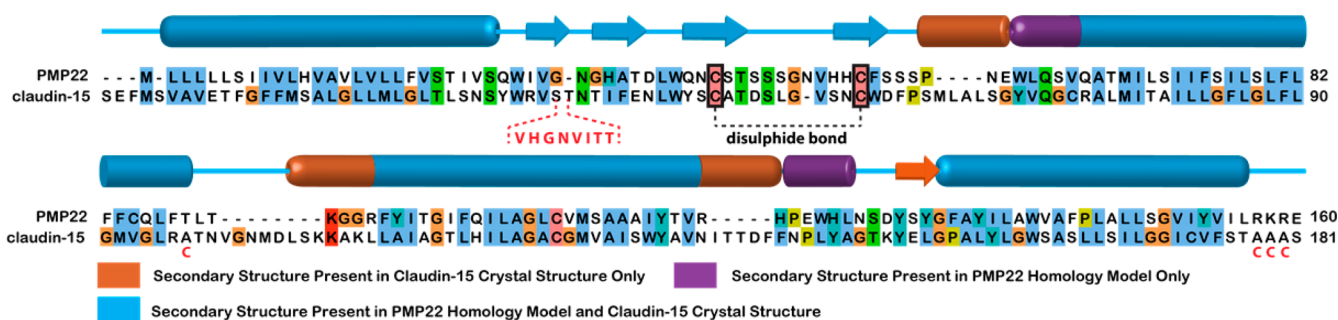 PMP22 ---M-LLLLLSIIVLHVAVLVLLFVSTIVSQWIVG-NGHATDLWQNCSTSSSGNVHHCFSSSP----NEWLQSVQATMILSIIFSILSLFL 82
claudin-15 SEFMSVAVETFGFFMSALGLLMLGLTLSNSYWRVSTNTIFENLWYSCATDSLG-VSNCWDFPSMLALSGYVQGCRALMITAILLGFLGLFL 90
VHGNVITT
disulphide bond
PMP22 FFCQLFTLT--------KGGRFYITGIFQILAGLCVMSAAAIYTVR-----HPEWHLNSDYSYGFAYILAWVAFPLALLSGVIYVILRKRE 160
claudin-15 GMVGLRATNVGNMDLSKKAKLLAIAGTLHILAGACGMVAISWYAVNITTDFFNPLYAGTKYELGPALYLGWSASLLSILGGICVFSTAAAS 181
C CCC
Secondary Structure Present in Claudin-15 Crystal Structure Only
Secondary Structure Present in PMP22 Homology Model Only
Secondary Structure Present in PMP22 Homology Model and Claudin-15 Crystal Structure